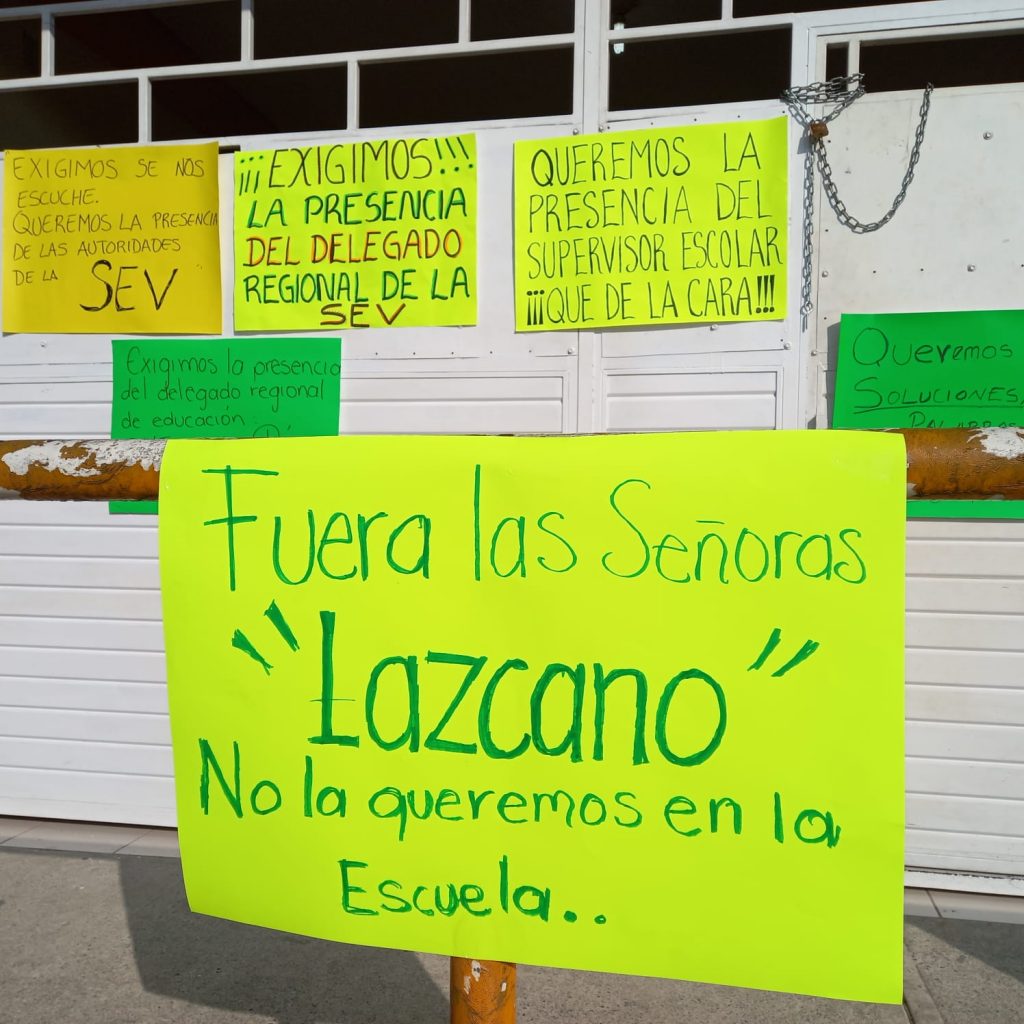 EXIGIMOS SE NOS
ESCUCHE.
QUEREMOS LA PRESENCIA
DE LAS AUTORIDADES
DE LA SEV
¡¡¡EXIGIMOS!!!
LA PRESENCIA
DEL DELEGADO
REGIONAL DE LA
SEV
QUEREMOS LA
PRESENCIA DEL
SUPERVISOR ESCOLAR
¡¡¡QUE DE LA CARA!!!
Exigimos la presencia
del delegado regional
de educación
Queremos
SOLUCIONES,
Fuera las Señoras
"Lazcano"
No la queremos en la
Escuela..